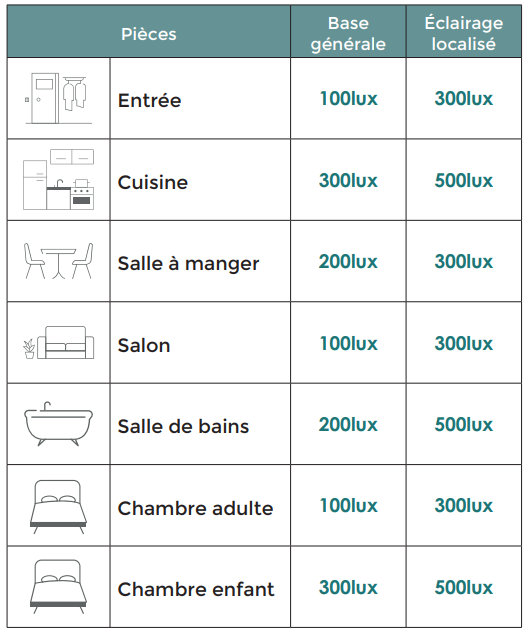 Pièces
Base
générale
Éclairage
localisé
Entrée
100lux
300lux
Cuisine
300lux
500lux
Salle à manger
200lux
300lux
Salon
100lux
300lux
Salle de bains
200lux
500lux
Chambre adulte
100lux
300lux
Chambre enfant
300lux
500lux